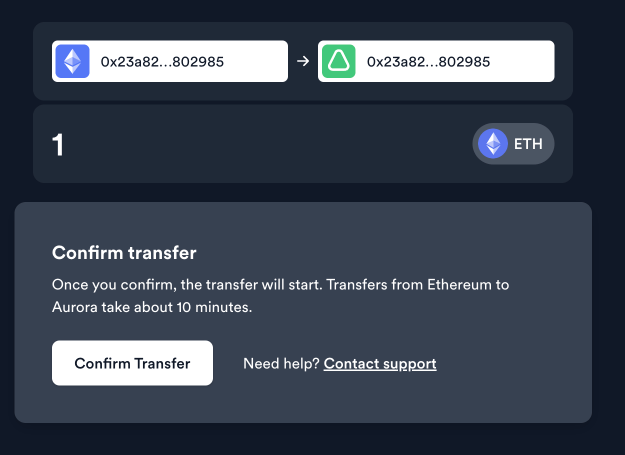 0x23a82...802985 → 0x23a82...802985
1 ETH
Confirm transfer
Once you confirm, the transfer will start. Transfers from Ethereum to
Aurora take about 10 minutes.
Confirm Transfer Need help? Contact support